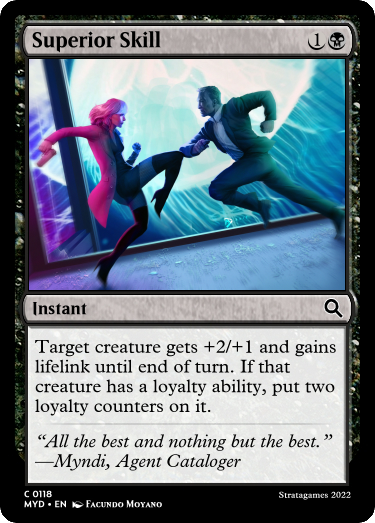 Superior Skill 1
Instant
Target creature gets +2/+1 and gains
lifelink until end of turn. If that
creature has a loyalty ability, put two
loyalty counters on it.
“All the best and nothing but the best.”
—Myndi, Agent Cataloger
C 0118
MYD • EN Facundo Moyano
Stratagames 2022